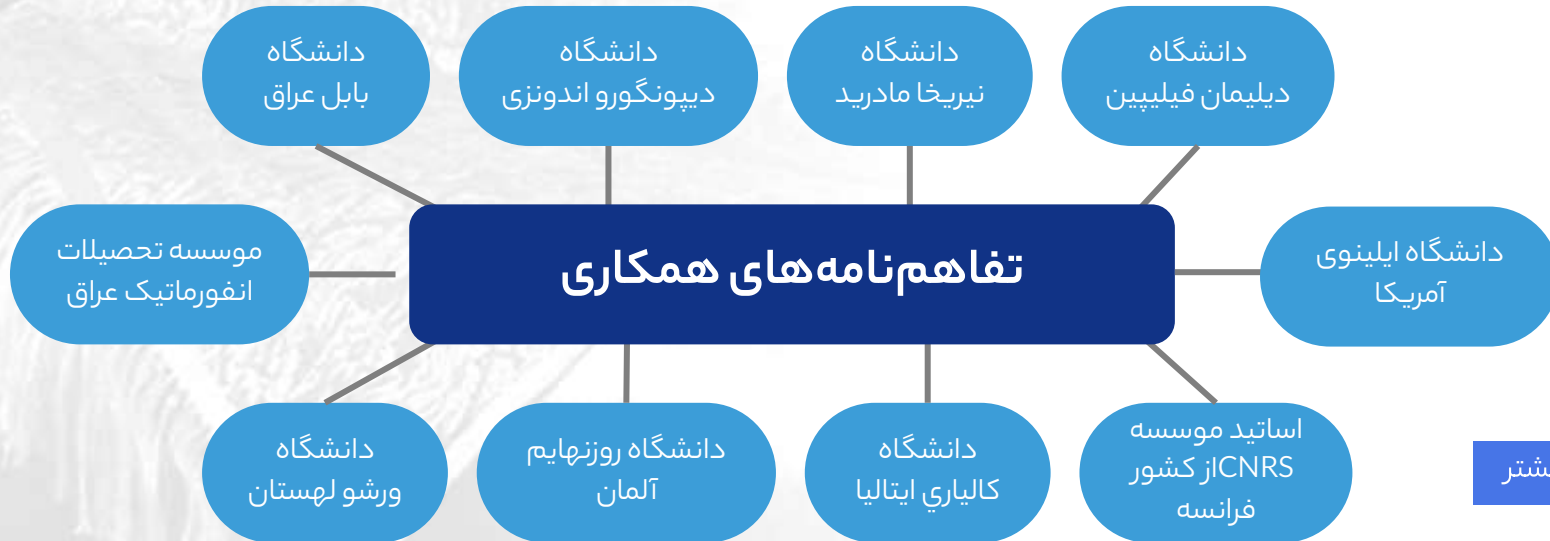 دانشگاه
دیلیمان فیلیپین
دانشگاه
نیریخا مادرید
دانشگاه
دیپونگورو اندونزی
دانشگاه
بابل عراق
دانشگاه ایلینوی
آمریکا
تفاهم‌نامه‌های همکاری
موسسه تحصیلات
انفورماتیک عراق
اساتید موسسه
CNRSاز کشور
فرانسه
دانشگاه
کالیاري ایتالیا
دانشگاه روزنهایم
آلمان
دانشگاه
ورشو لهستان